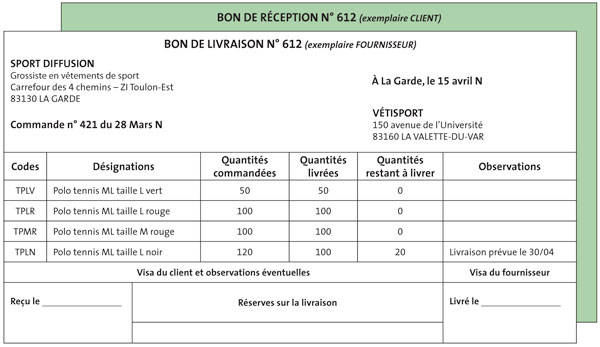 BON DE RÉCEPTION N° 612 (exemplaire CLIENT)
BON DE LIVRAISON N° 612 (exemplaire FOURNISSEUR)
SPORT DIFFUSION
Grossiste en vêtements de sport
Carrefour des 4 chemins – ZI Toulon-Est
83130 LA GARDE
À La Garde, le 15 avril N
Commande n° 421 du 28 Mars N
VÉTISPORT
150 avenue de l'Université
83160 LA VALETTE-DU-VAR
Codes Désignations Quantités commandées Quantités livrées Quantités restant à livrer Observations
TPLV Polo tennis ML taille L vert 50 50 0
TPLR Polo tennis ML taille L rouge 100 100 0
TPMR Polo tennis ML taille M rouge 100 100 0
TPLN Polo tennis ML taille L noir 120 100 20 Livraison prévue le 30/04
Visa du client et observations éventuelles Visa du fournisseur
Reçu le ________________ Réserves sur la livraison Livré le ________________